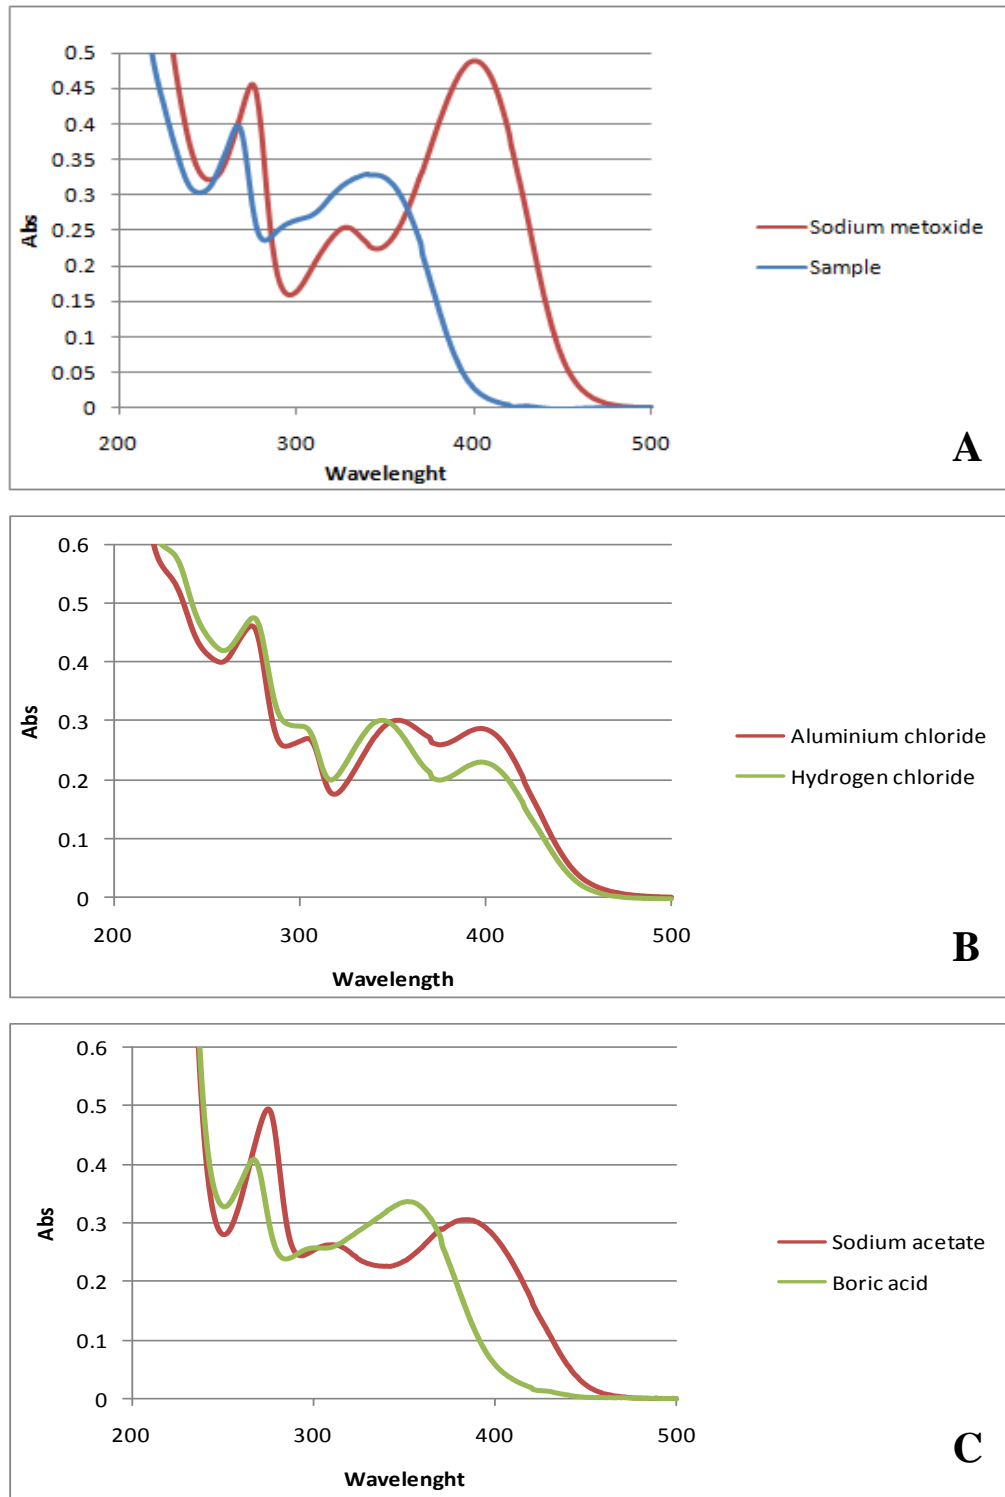 0.5
0.45
0.4
0.35
0.3
0.25
0.2
0.15
0.1
0.05
0
Abs
200 300 400 500
Wavelenght
Sodium metoxide
Sample
A
0.6
0.5
0.4
0.3
0.2
0.1
0
Abs
200 300 400 500
Wavelength
Aluminium chloride
Hydrogen chloride
B
0.6
0.5
0.4
0.3
0.2
0.1
0
Abs
200 300 400 500
Wavelenght
Sodium acetate
Boric acid
C